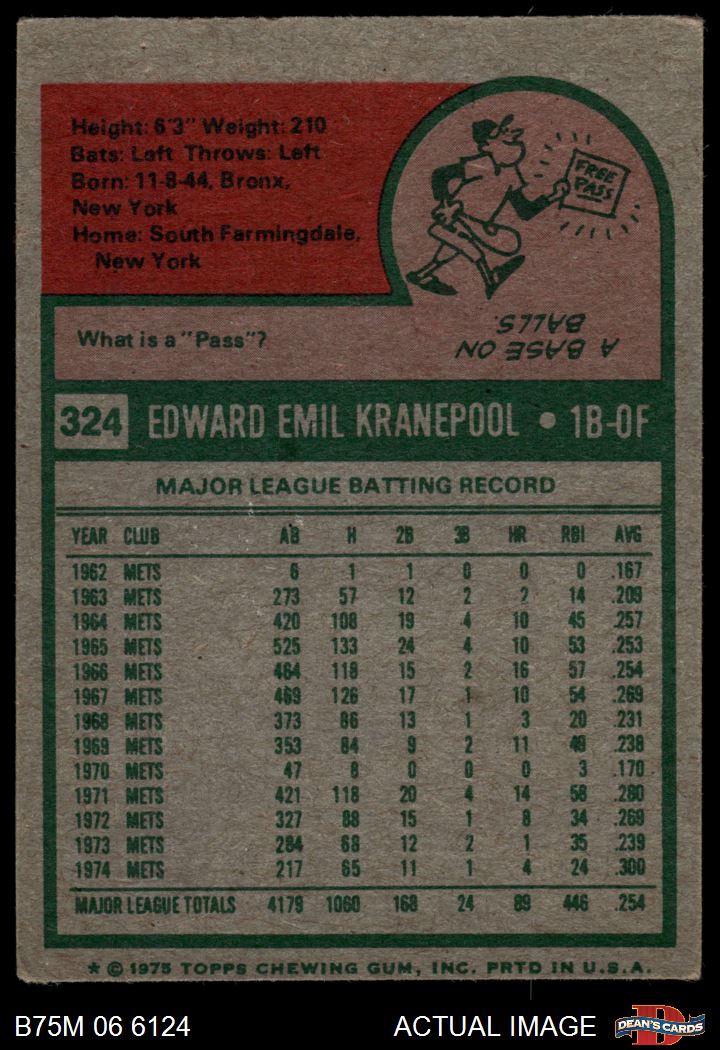 Height: 6'3" Weight: 210
Bats: Left Throws: Left
Born: 11-8-44, Bronx,
New York
Home: South Farmingdale,
New York
FREE
PASS
What is a "Pass"?
A BASE ON
BALLS.
324 EDWARD EMIL KRANEPOOL • 1B-OF
MAJOR LEAGUE BATTING RECORD
YEAR CLUB AB H 2B 3B HR RBI AVG
1962 METS 6 1 1 0 0 0 .167
1963 METS 273 57 12 2 2 14 .209
1964 METS 420 108 19 4 10 45 .257
1965 METS 525 133 24 4 10 53 .253
1966 METS 464 118 15 2 16 57 .254
1967 METS 469 126 17 1 10 54 .269
1968 METS 373 86 13 1 3 20 .231
1969 METS 353 84 9 2 11 49 .238
1970 METS 47 8 0 0 0 3 .170
1971 METS 421 118 20 4 14 58 .280
1972 METS 327 88 15 1 8 34 .269
1973 METS 284 68 12 2 1 35 .239
1974 METS 217 65 11 1 4 24 .300
MAJOR LEAGUE TOTALS 4179 1060 168 24 89 446 .254
* © 1975 TOPPS CHEWING GUM, INC. PRTD IN U.S.A.
B75M 06 6124 ACTUAL IMAGE
DEAN'S CARDS